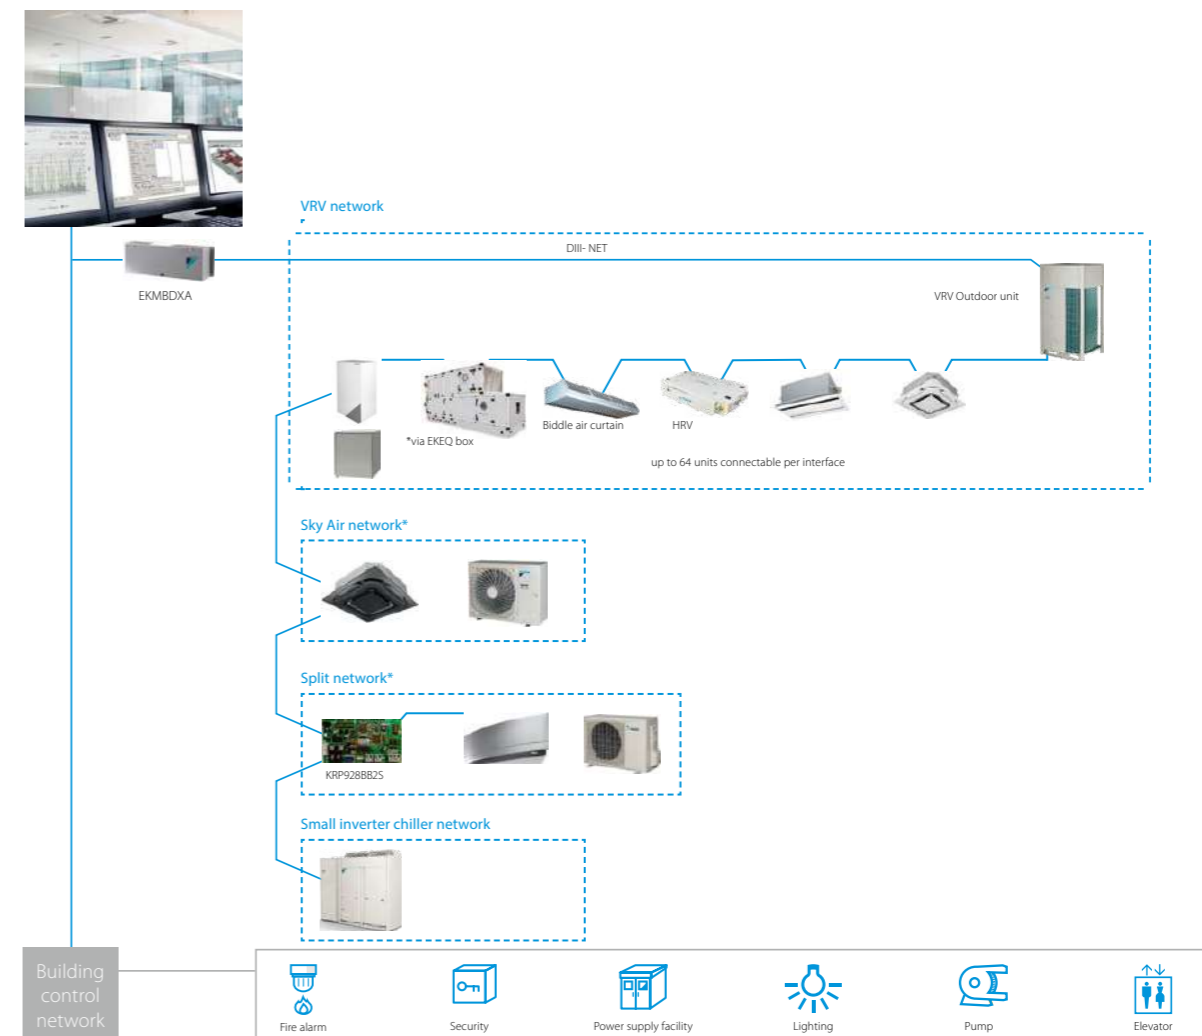 VRV network
DIII- NET
EKMBDXA
VRV Outdoor unit
Biddle air curtain
HRV
*via EKEQ box
up to 64 units connectable per interface
Sky Air network*
Split network*
KRP928BB2S
Small inverter chiller network
Building
control
network
Fire alarm
Security
Power supply facility
Lighting
Pump
Elevator